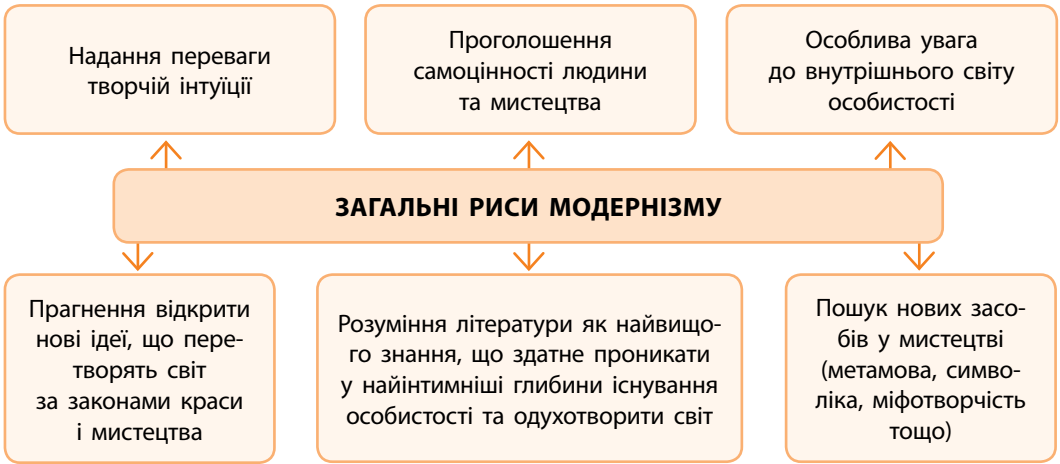 Надання переваги
творчій інтуїції
Проголошення
самоцінності людини
та мистецтва
Особлива увага
до внутрішнього світу
особистості
ЗАГАЛЬНІ РИСИ МОДЕРНІЗМУ
Прагнення відкрити
нові ідеї, що пере-
творять світ
за законами краси
і мистецтва
Розуміння літератури як найвищо-
го знання, що здатне проникати
у найінтимніші глибини існування
особистості та одухотворити світ
Пошук нових засо-
бів у мистецтві
(метамова, симво-
ліка, міфотворчість
тощо)